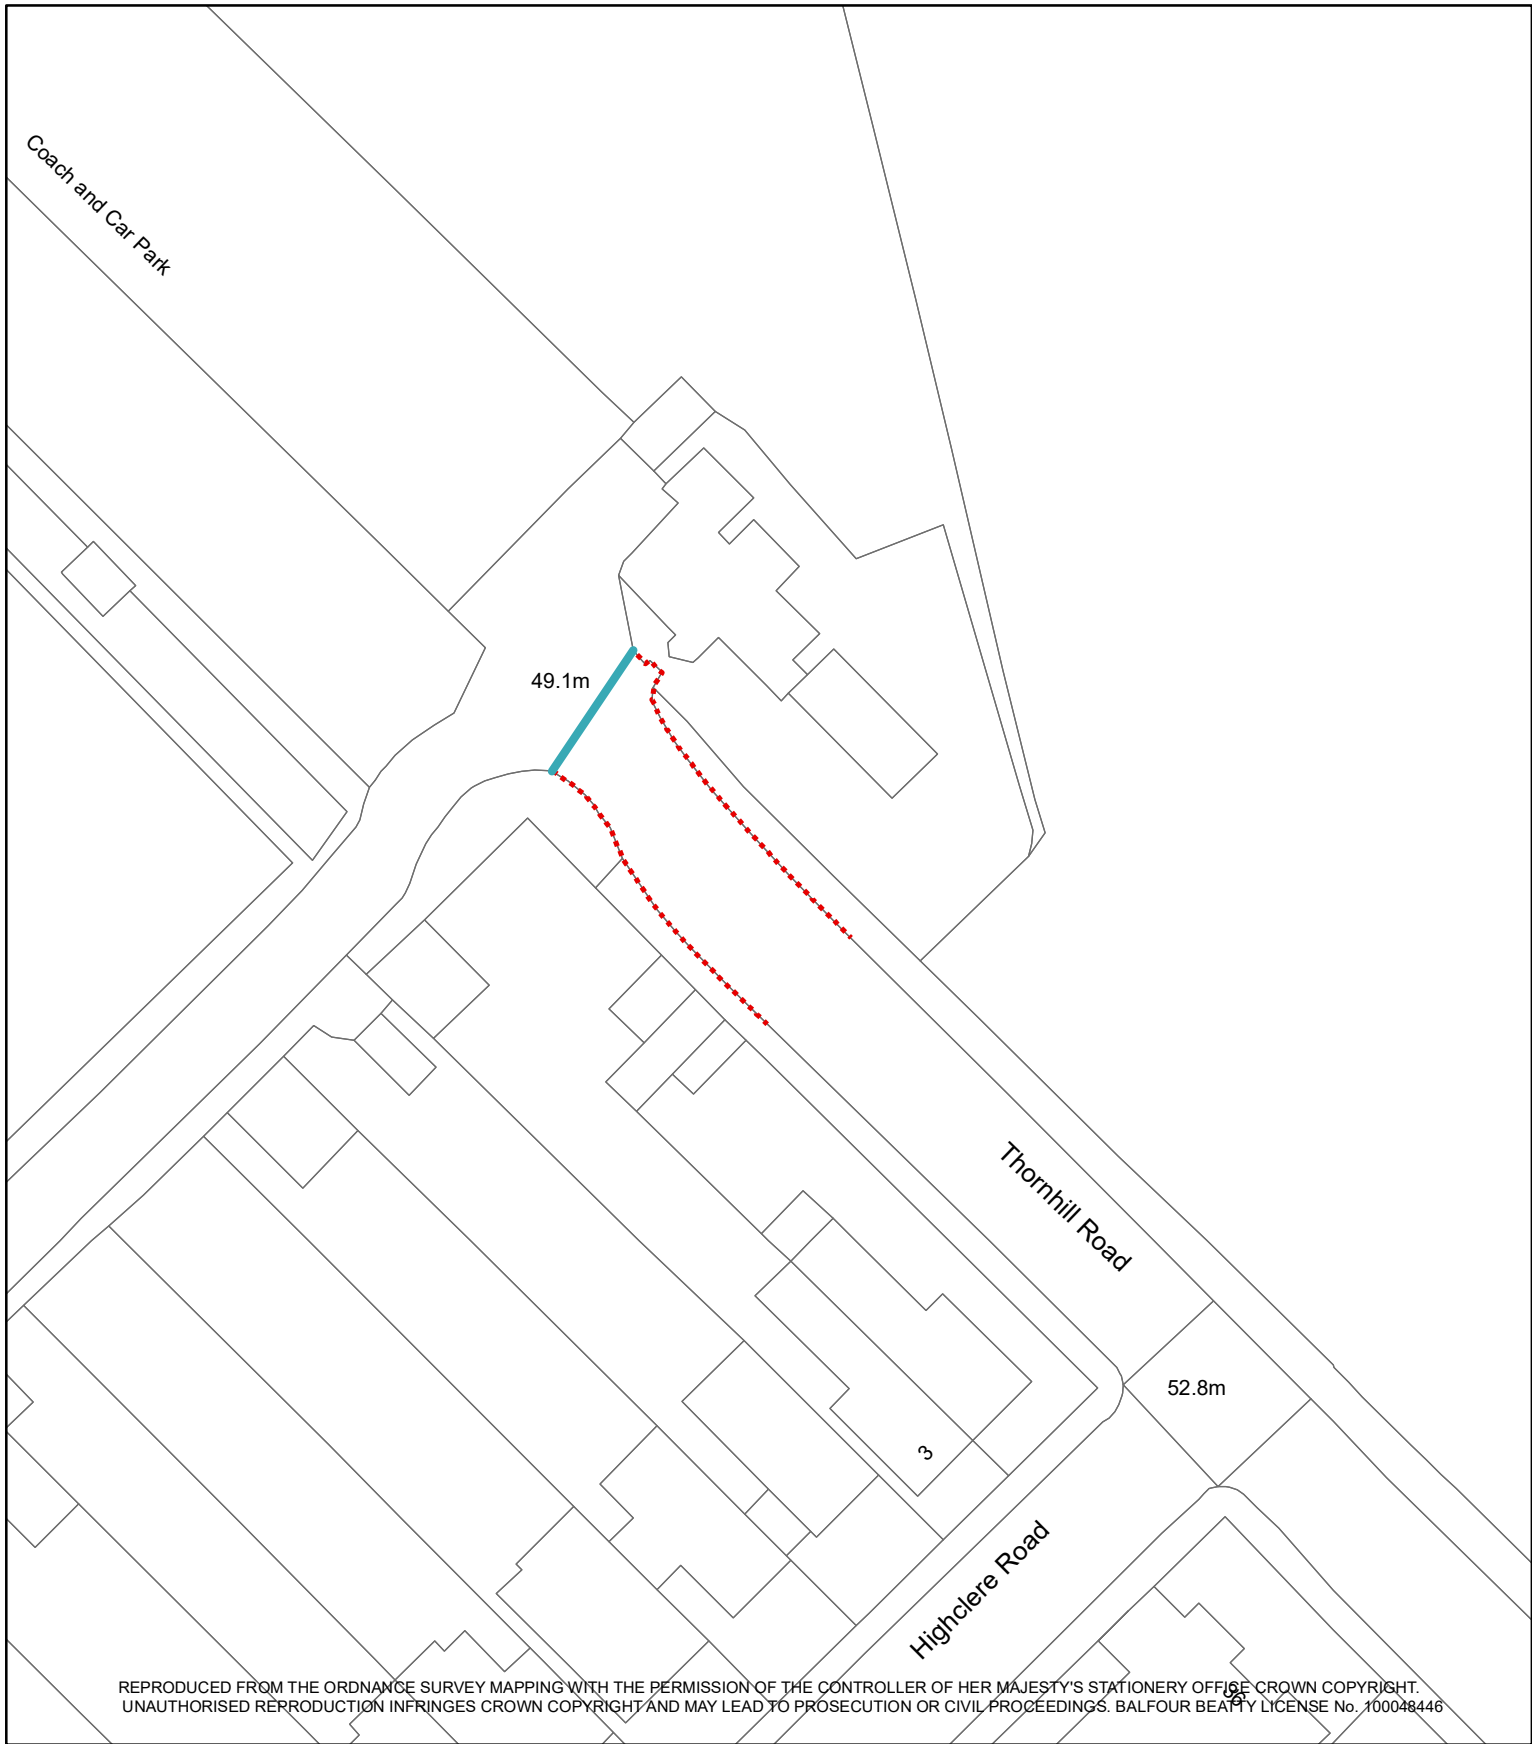 Coach and Car Park
49.1m
Thornhill Road
52.8m
3
Highclere Road
96
REPRODUCED FROM THE ORDNANCE SURVEY MAPPING WITH THE PERMISSION OF THE CONTROLLER OF HER MAJESTY'S STATIONERY OFFICE CROWN COPYRIGHT.
UNAUTHORISED REPRODUCTION INFRINGES CROWN COPYRIGHT AND MAY LEAD TO PROSECUTION OR CIVIL PROCEEDINGS. BALFOUR BEATTY LICENSE No. 100048446